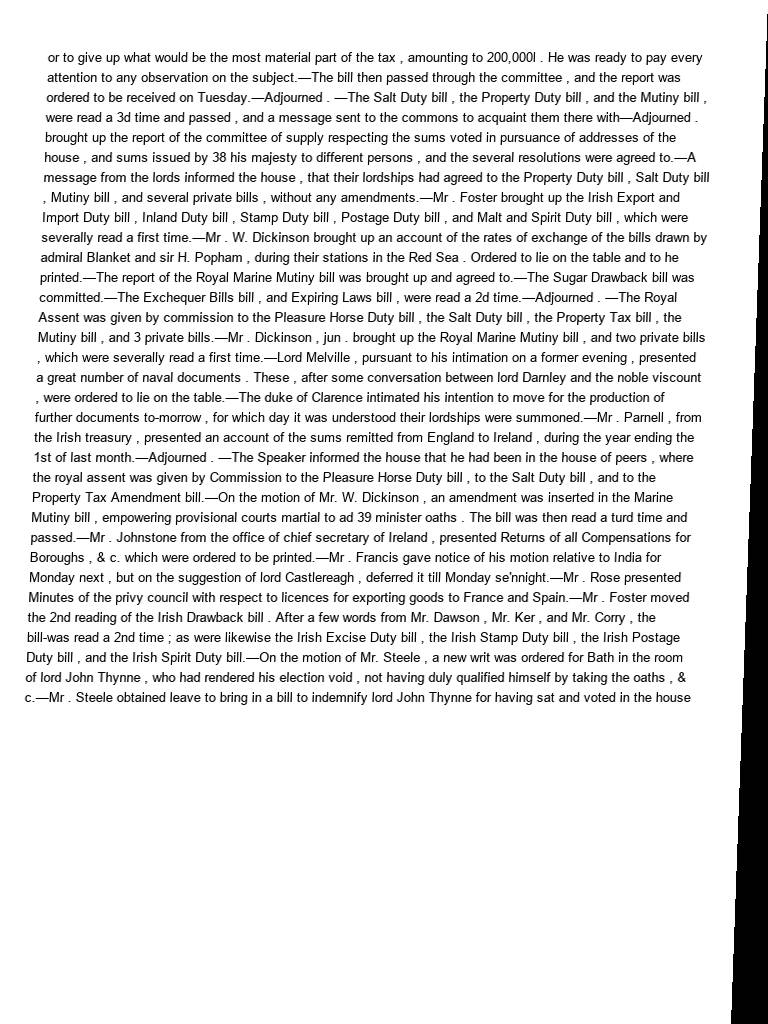 or to give up what would be the most material part of the tax , amounting to 200,000l . He was ready to pay every
attention to any observation on the subject.—The bill then passed through the committee , and the report was
ordered to be received on Tuesday.—Adjourned . —The Salt Duty bill , the Property Duty bill , and the Mutiny bill ,
were read a 3d time and passed , and a message sent to the commons to acquaint them there with—Adjourned .
brought up the report of the committee of supply respecting the sums voted in pursuance of addresses of the
house , and sums issued by 38 his majesty to different persons , and the several resolutions were agreed to.—A
message from the lords informed the house , that their lordships had agreed to the Property Duty bill , Salt Duty bill
, Mutiny bill , and several private bills , without any amendments.—Mr . Foster brought up the Irish Export and
Import Duty bill , Inland Duty bill , Stamp Duty bill , Postage Duty bill , and Malt and Spirit Duty bill , which were
severally read a first time.—Mr . W. Dickinson brought up an account of the rates of exchange of the bills drawn by
admiral Blanket and sir H. Popham , during their stations in the Red Sea . Ordered to lie on the table and to he
printed.—The report of the Royal Marine Mutiny bill was brought up and agreed to.—The Sugar Drawback bill was
committed.—The Exchequer Bills bill , and Expiring Laws bill , were read a 2d time.—Adjourned . —The Royal
Assent was given by commission to the Pleasure Horse Duty bill , the Salt Duty bill , the Property Tax bill , the
Mutiny bill , and 3 private bills.—Mr . Dickinson , jun . brought up the Royal Marine Mutiny bill , and two private bills
, which were severally read a first time.—Lord Melville , pursuant to his intimation on a former evening , presented
a great number of naval documents . These , after some conversation between lord Darnley and the noble viscount
, were ordered to lie on the table.—The duke of Clarence intimated his intention to move for the production of
further documents to-morrow , for which day it was understood their lordships were summoned.—Mr . Parnell , from
the Irish treasury , presented an account of the sums remitted from England to Ireland , during the year ending the
1st of last month.—Adjourned . —The Speaker informed the house that he had been in the house of peers , where
the royal assent was given by Commission to the Pleasure Horse Duty bill , to the Salt Duty bill , and to the
Property Tax Amendment bill.—On the motion of Mr. W. Dickinson , an amendment was inserted in the Marine
Mutiny bill , empowering provisional courts martial to ad 39 minister oaths . The bill was then read a turd time and
passed.—Mr . Johnstone from the office of chief secretary of Ireland , presented Returns of all Compensations for
Boroughs , & c. which were ordered to be printed.—Mr . Francis gave notice of his motion relative to India for
Monday next , but on the suggestion of lord Castlereagh , deferred it till Monday se'nnight.—Mr . Rose presented
Minutes of the privy council with respect to licences for exporting goods to France and Spain.—Mr . Foster moved
the 2nd reading of the Irish Drawback bill . After a few words from Mr. Dawson , Mr. Ker , and Mr. Corry , the
bill-was read a 2nd time ; as were likewise the Irish Excise Duty bill , the Irish Stamp Duty bill , the Irish Postage
Duty bill , and the Irish Spirit Duty bill.—On the motion of Mr. Steele , a new writ was ordered for Bath in the room
of lord John Thynne , who had rendered his election void , not having duly qualified himself by taking the oaths , &
c.—Mr . Steele obtained leave to bring in a bill to indemnify lord John Thynne for having sat and voted in the house